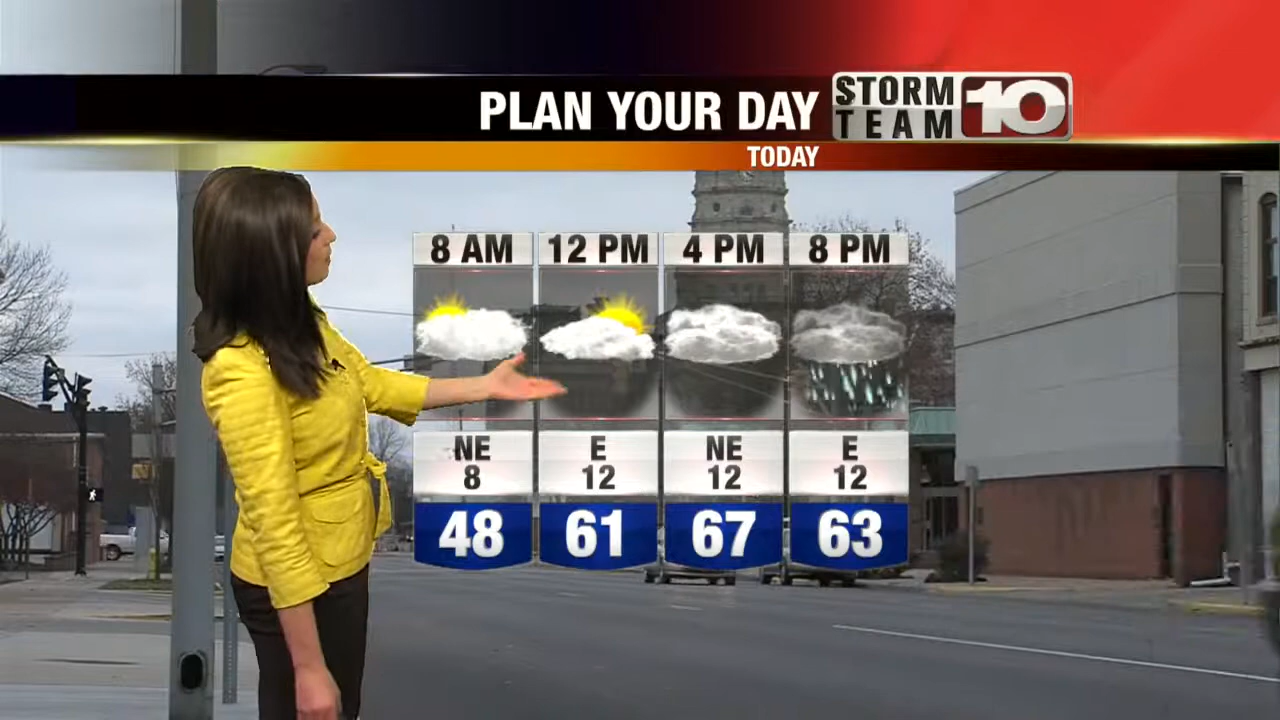 PLAN YOUR DAY
STORM TEAM 10
TODAY
8 AM 12 PM 4 PM 8 PM
NE E NE E
8 12 12 12
48 61 67 63